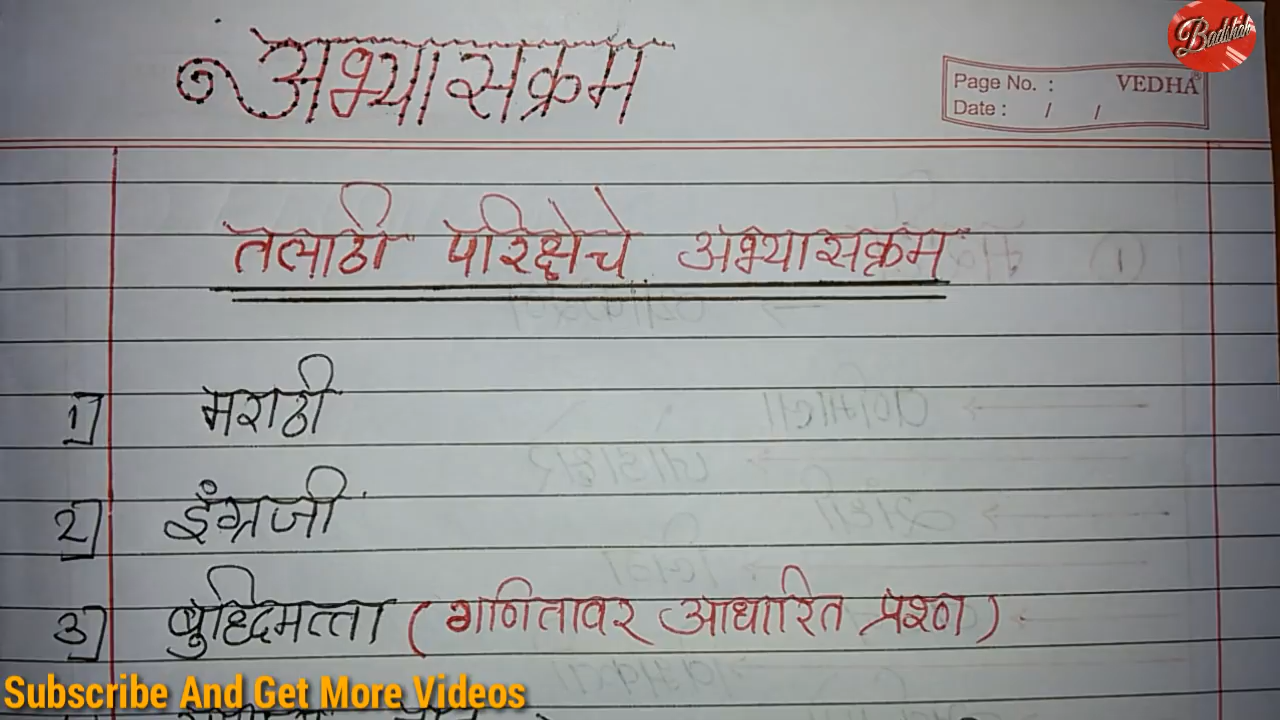 अभ्यासक्रम
Badshah
Page No. : VEDHA
Date : / /
तलाठी परिक्षेचे अभ्यासक्रम
1) मराठी
2) इंग्रजी
3) बुद्धिमत्ता (गणितावर आधारित प्रश्न)
Subscribe And Get More Videos